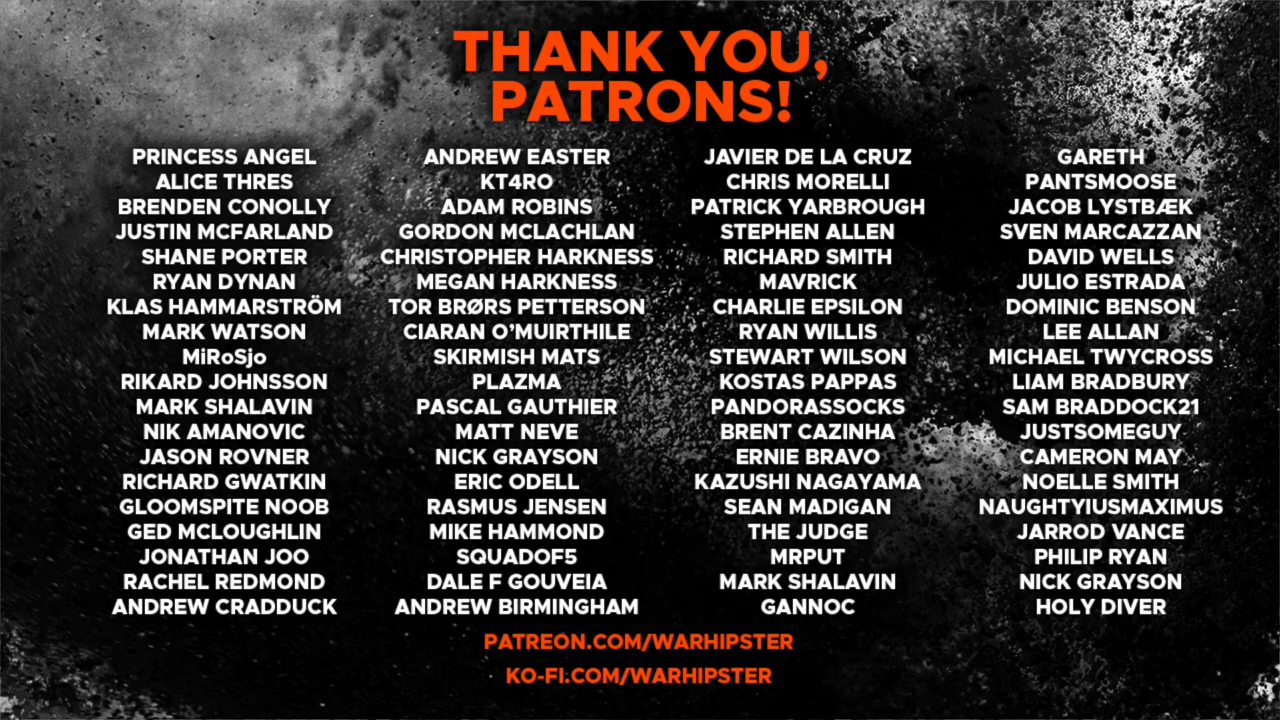 THANK YOU,
PATRONS!
PRINCESS ANGEL
ALICE THRES
BRENDEN CONOLLY
JUSTIN MCFARLAND
SHANE PORTER
RYAN DYNAN
KLAS HAMMARSTRÖM
MARK WATSON
MiRoSjo
RIKARD JOHNSSON
MARK SHALAVIN
NIK AMANOVIC
JASON ROVNER
RICHARD GWATKIN
GLOOMSPITE NOOB
GED MCLOUGHLIN
JONATHAN JOO
RACHEL REDMOND
ANDREW CRADDUCK
ANDREW EASTER
KT4RO
ADAM ROBINS
GORDON MCLACHLAN
CHRISTOPHER HARKNESS
MEGAN HARKNESS
TOR BRØRS PETTERSON
CIARAN O’MUIRTHILE
SKIRMISH MATS
PLAZMA
PASCAL GAUTHIER
MATT NEVE
NICK GRAYSON
ERIC ODELL
RASMUS JENSEN
MIKE HAMMOND
SQUADOF5
DALE F GOUVEIA
ANDREW BIRMINGHAM
JAVIER DE LA CRUZ
CHRIS MORELLI
PATRICK YARBROUGH
STEPHEN ALLEN
RICHARD SMITH
MAVRICK
CHARLIE EPSILON
RYAN WILLIS
STEWART WILSON
KOSTAS PAPPAS
PANDORASSOCKS
BRENT CAZINHA
ERNIE BRAVO
KAZUSHI NAGAYAMA
SEAN MADIGAN
THE JUDGE
MRPUT
MARK SHALAVIN
GANNOC
GARETH
PANTSMOOSE
JACOB LYSTBÆK
SVEN MARCAZZAN
DAVID WELLS
JULIO ESTRADA
DOMINIC BENSON
LEE ALLAN
MICHAEL TWYCROSS
LIAM BRADBURY
SAM BRADDOCK21
JUSTSOMEGUY
CAMERON MAY
NOELLE SMITH
NAUGHTYIUSMAXIMUS
JARROD VANCE
PHILIP RYAN
NICK GRAYSON
HOLY DIVER
PATREON.COM/WARHIPSTER
KO-FI.COM/WARHIPSTER